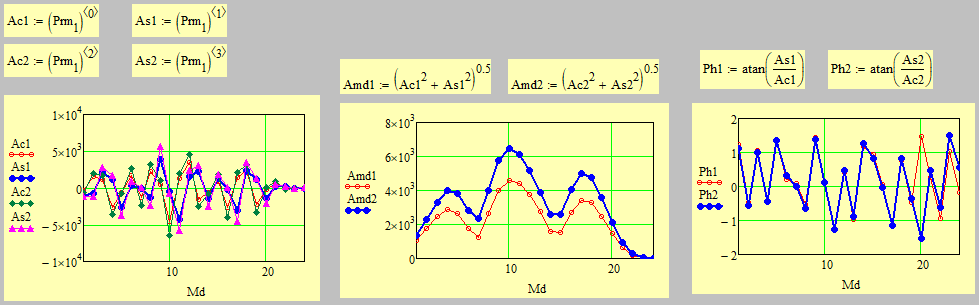 Ac1 := (Prm₁)^⟨0⟩ As1 := (Prm₁)^⟨1⟩
Ac2 := (Prm₁)^⟨2⟩ As2 := (Prm₁)^⟨3⟩
Amd1 := (Ac1² + As1²)^0.5 Amd2 := (Ac2² + As2²)^0.5
Ph1 := atan(As1/Ac1) Ph2 := atan(As2/Ac2)
1×10⁴
5×10³
0
−5×10³
−1×10⁴
Ac1
As1
Ac2
As2
10 20
Md
8×10³
6×10³
4×10³
2×10³
0
Amd1
Amd2
10 20
Md
2
1
0
−1
−2
Ph1
Ph2
10 20
Md